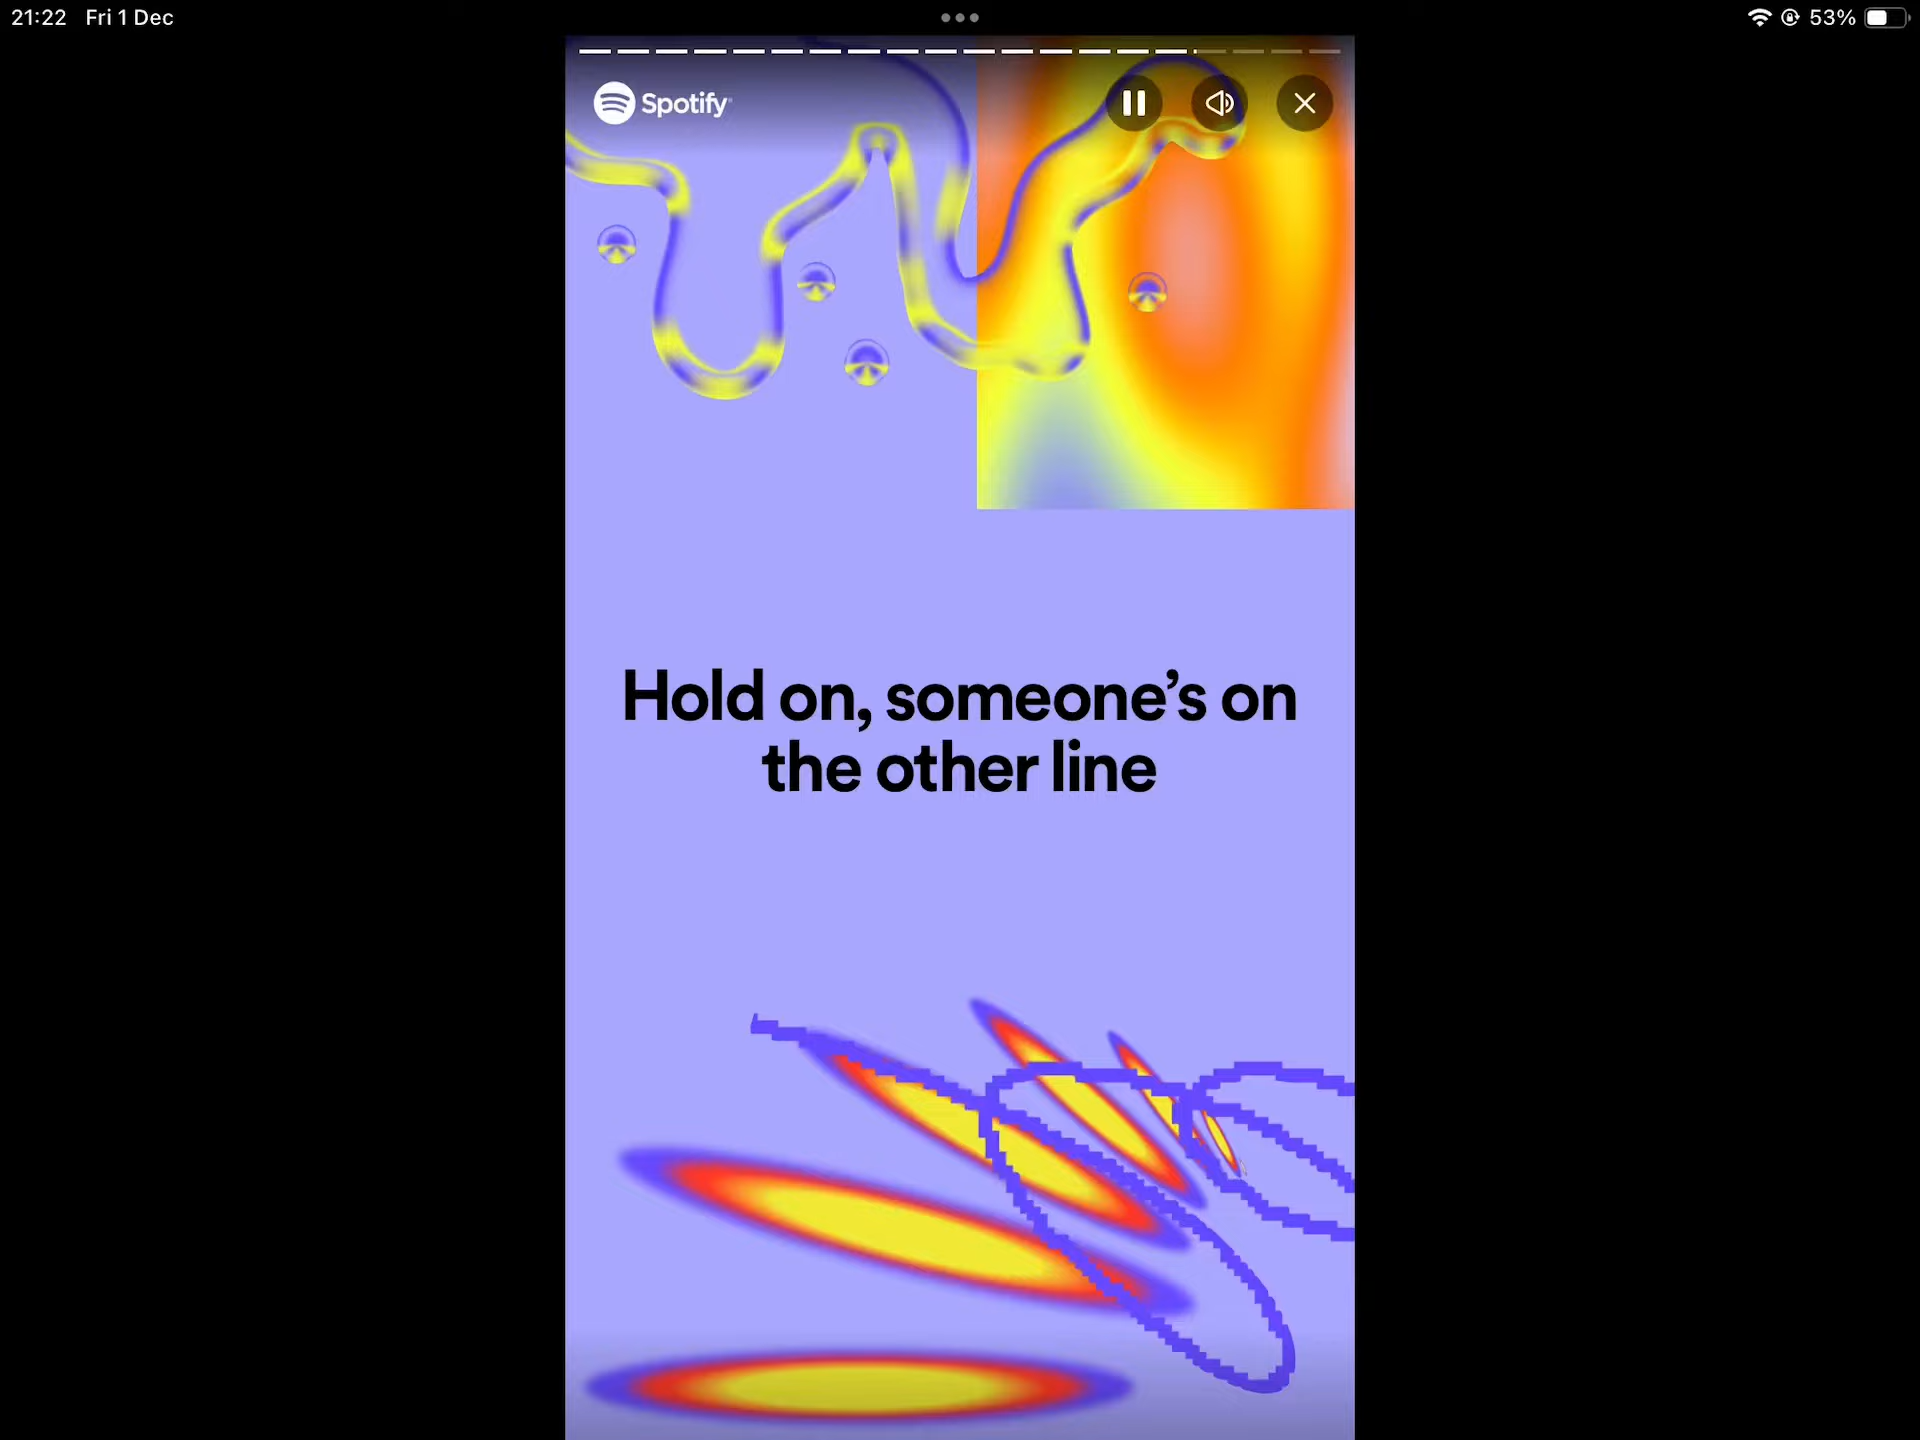 21:22 Fri 1 Dec
53%
Spotify
Hold on, someone’s on
the other line